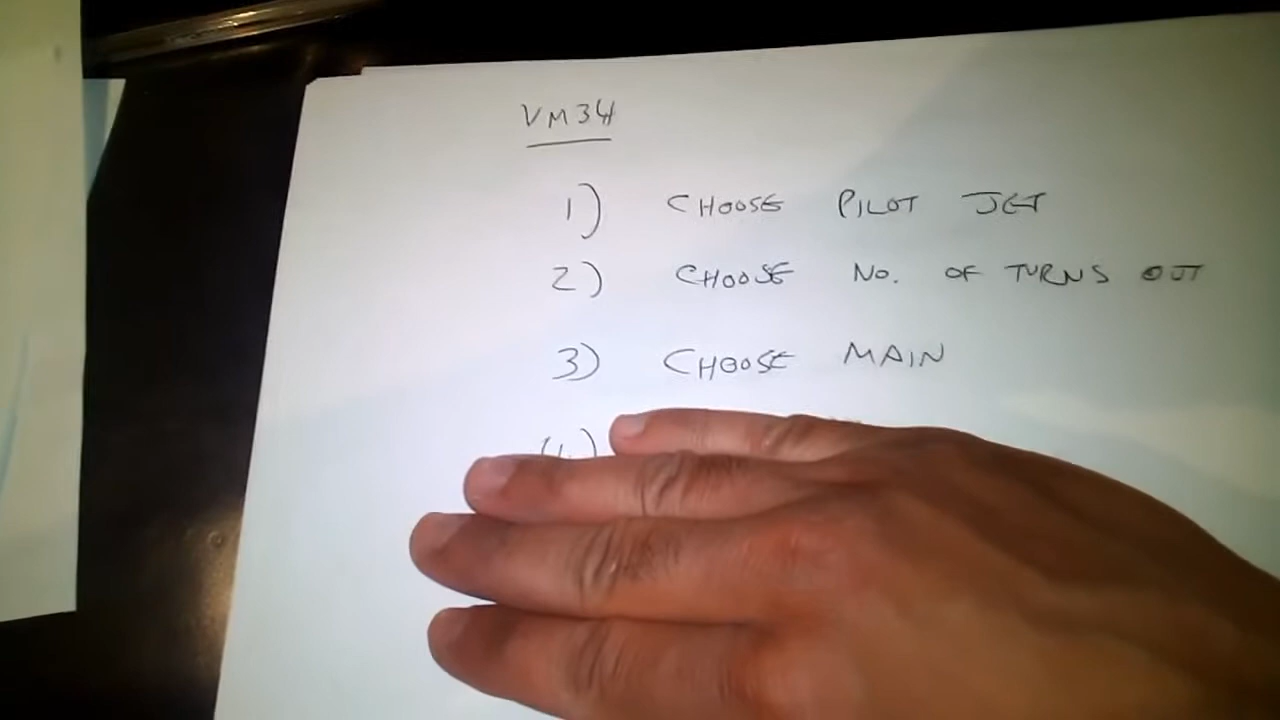 VM34
1) CHOOSE PILOT JET
2) CHOOSE No. OF TURNS OUT
3) CHOOSE MAIN